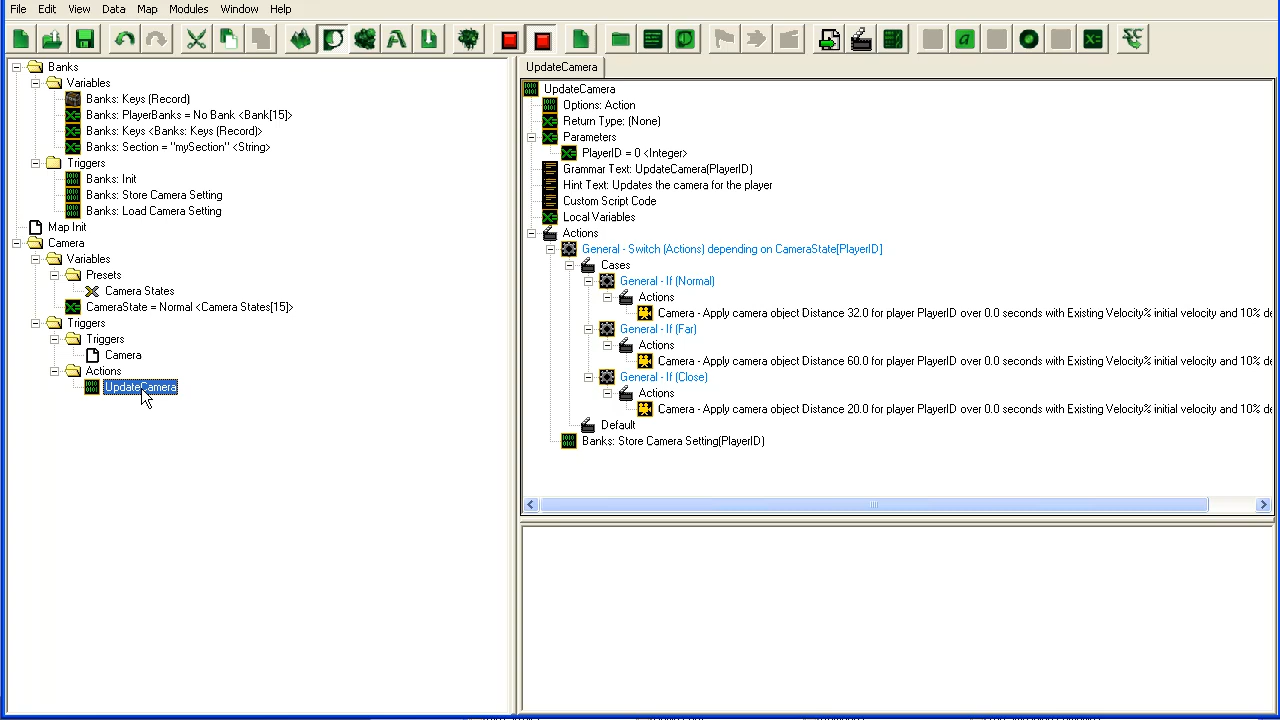 File Edit View Data Map Modules Window Help
Banks
Variables
Banks: Keys (Record)
Banks: PlayerBanks = No Bank <Bank[15]>
Banks: Keys <Banks: Keys (Record)>
Banks: Section = "mySection" <String>
Triggers
Banks: Init
Banks: Store Camera Setting
Banks: Load Camera Setting
Map Init
Camera
Variables
Presets
Camera States
CameraState = Normal <Camera States[15]>
Triggers
Triggers
Camera
Actions
UpdateCamera
UpdateCamera
UpdateCamera
Options: Action
Return Type: (None)
Parameters
PlayerID = 0 <Integer>
Grammar Text: UpdateCamera(PlayerID)
Hint Text: Updates the camera for the player
Custom Script Code
Local Variables
Actions
General - Switch (Actions) depending on CameraState[PlayerID]
Cases
General - If (Normal)
Actions
Camera - Apply camera object Distance 32.0 for player PlayerID over 0.0 seconds with Existing Velocity% initial velocity and 10% de
General - If (Far)
Actions
Camera - Apply camera object Distance 60.0 for player PlayerID over 0.0 seconds with Existing Velocity% initial velocity and 10% de
General - If (Close)
Actions
Camera - Apply camera object Distance 20.0 for player PlayerID over 0.0 seconds with Existing Velocity% initial velocity and 10% de
Default
Banks: Store Camera Setting(PlayerID)